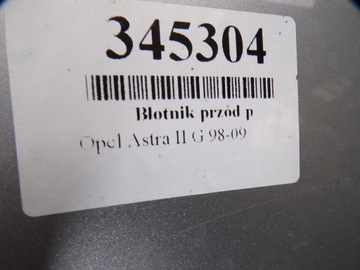 345304
Błotnik przód p
Opel Astra II G 98-09